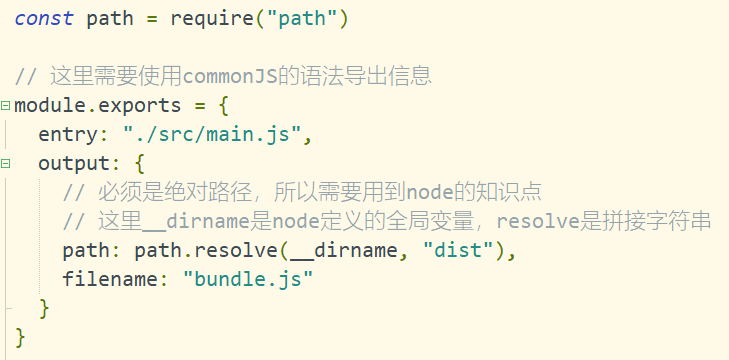 const path = require("path")
// 这里需要使用commonJS的语法导出信息
module.exports = {
entry: "./src/main.js",
output: {
// 必须是绝对路径，所以需要用到node的知识点
// 这里__dirname是node定义的全局变量，resolve是拼接字符串
path: path.resolve(__dirname, "dist"),
filename: "bundle.js"
}
}